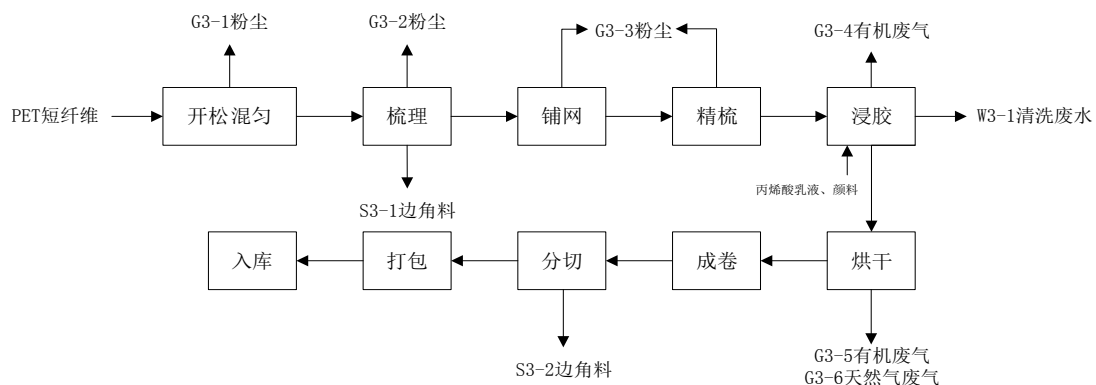 G3-1粉尘
G3-2粉尘
G3-3粉尘
G3-4有机废气
PET短纤维
开松混匀
梳理
铺网
精梳
浸胶
W3-1清洗废水
丙烯酸乳液、颜料
S3-1边角料
入库
打包
分切
成卷
烘干
S3-2边角料
G3-5有机废气
G3-6天然气废气